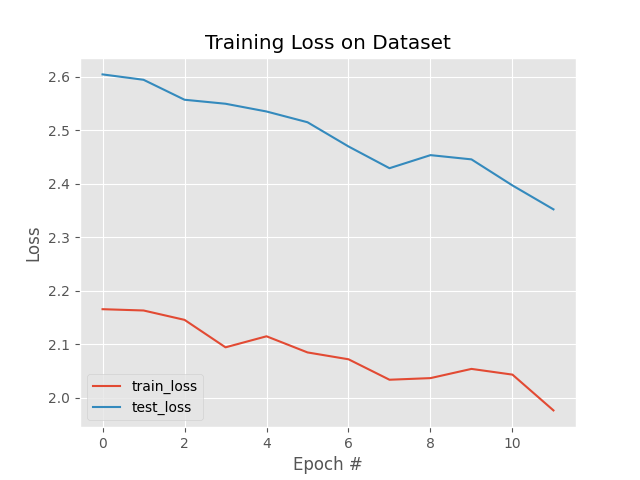 Training Loss on Dataset
2.6
2.5
2.4
2.3
2.2
2.1
2.0
Loss
train_loss
test_loss
0 2 4 6 8 10
Epoch #